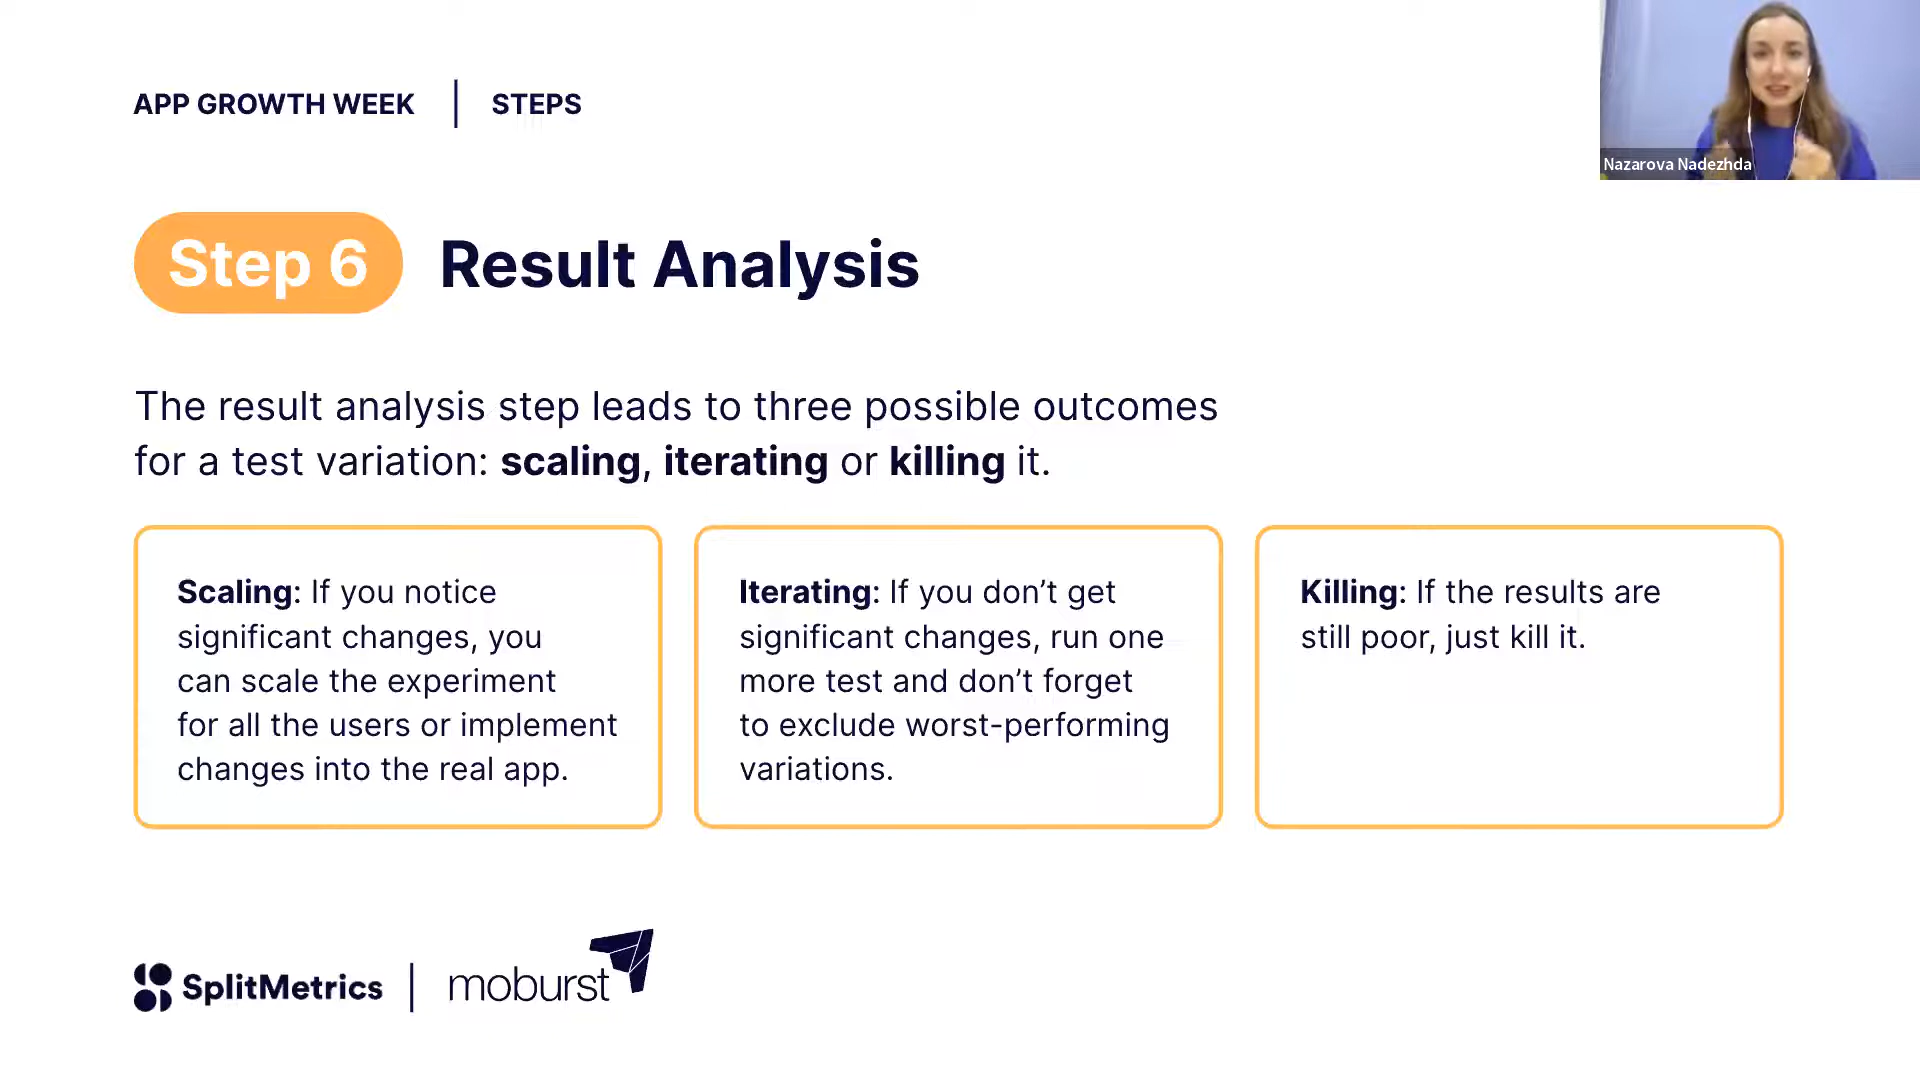 APP GROWTH WEEK | STEPS
Nazarova Nadezhda
Step 6 Result Analysis
The result analysis step leads to three possible outcomes
for a test variation: scaling, iterating or killing it.
Scaling: If you notice
significant changes, you
can scale the experiment
for all the users or implement
changes into the real app.
Iterating: If you don’t get
significant changes, run one
more test and don’t forget
to exclude worst-performing
variations.
Killing: If the results are
still poor, just kill it.
SplitMetrics | moburst